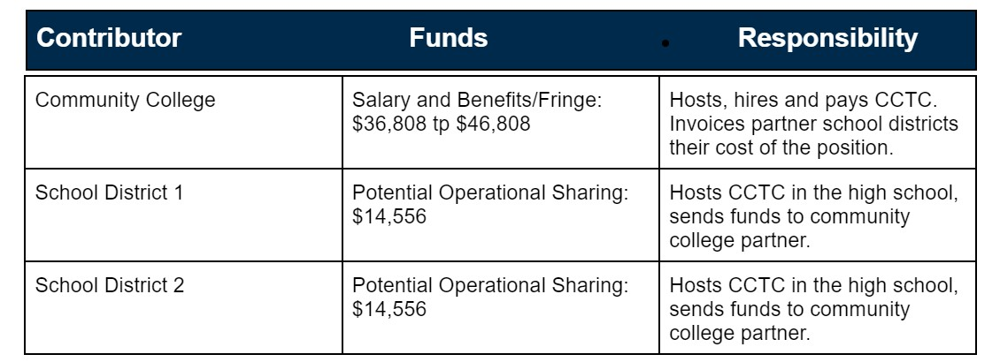 Contributor Funds • Responsibility
Community College
Salary and Benefits/Fringe:
$36,808 tp $46,808
Hosts, hires and pays CCTC.
Invoices partner school districts
their cost of the position.
School District 1
Potential Operational Sharing:
$14,556
Hosts CCTC in the high school,
sends funds to community
college partner.
School District 2
Potential Operational Sharing:
$14,556
Hosts CCTC in the high school,
sends funds to community
college partner.